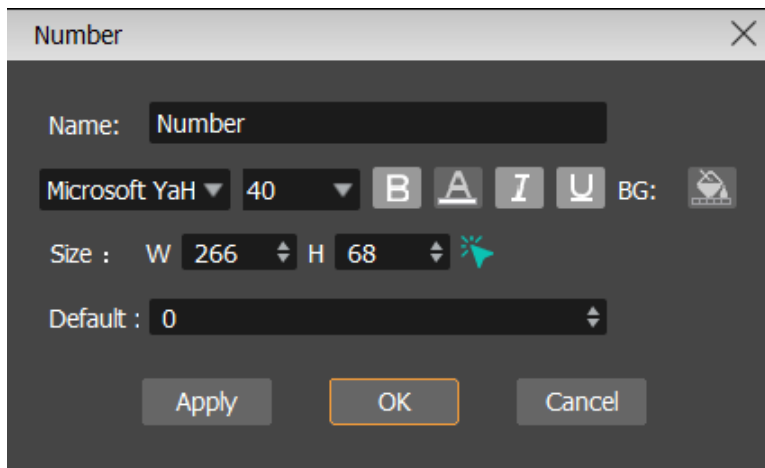 Number
Name: Number
Microsoft YaH 40 B A I U BG:
Size : W 266 H 68
Default : 0
Apply OK Cancel